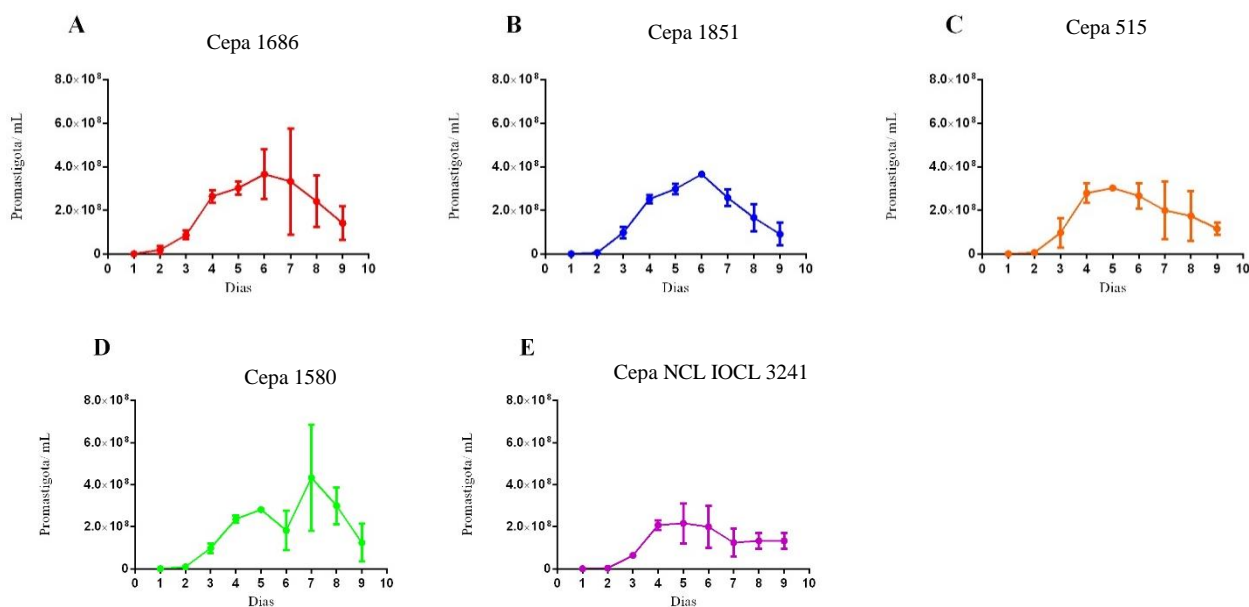 A
Cepa 1686
Promastigota/ mL
8.0×10⁸
6.0×10⁸
4.0×10⁸
2.0×10⁸
0
0 1 2 3 4 5 6 7 8 9 10
Dias
B
Cepa 1851
Promastigota/ mL
8.0×10⁸
6.0×10⁸
4.0×10⁸
2.0×10⁸
0
0 1 2 3 4 5 6 7 8 9 10
Dias
C
Cepa 515
Promastigota/ mL
8.0×10⁸
6.0×10⁸
4.0×10⁸
2.0×10⁸
0
0 1 2 3 4 5 6 7 8 9 10
Dias
D
Cepa 1580
Promastigota/ mL
8.0×10⁸
6.0×10⁸
4.0×10⁸
2.0×10⁸
0
0 1 2 3 4 5 6 7 8 9 10
Dias
E
Cepa NCL IOCL 3241
Promastigota/ mL
8.0×10⁸
6.0×10⁸
4.0×10⁸
2.0×10⁸
0
0 1 2 3 4 5 6 7 8 9 10
Dias